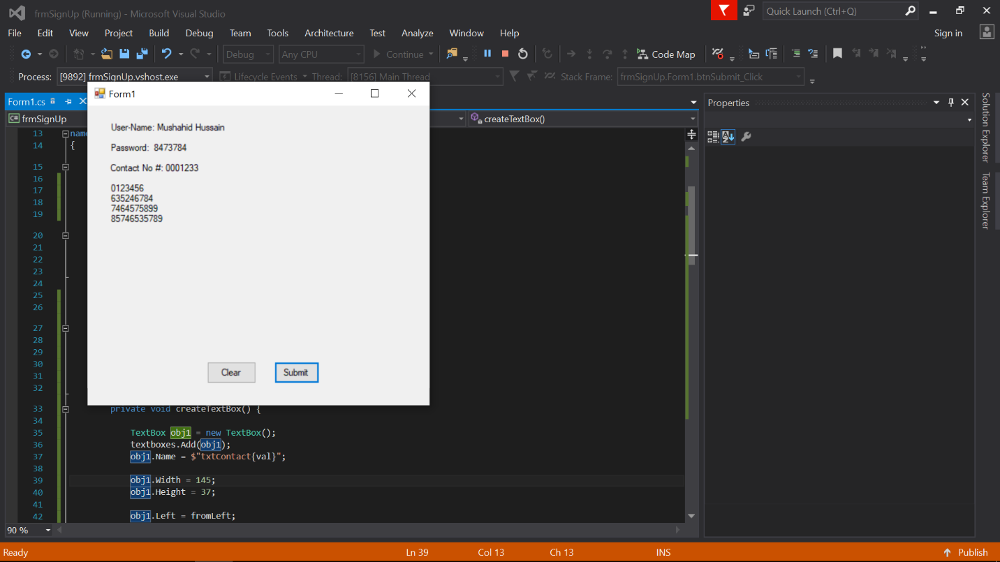 frmSignUp (Running) - Microsoft Visual Studio
Quick Launch (Ctrl+Q)
File Edit View Project Build Debug Team Tools Architecture Test Analyze Window Help Sign in
Debug Any CPU Continue Code Map
Process: [9892] frmSignUp.vshost.exe Lifecycle Events Thread: [8156] Main Thread Stack Frame: frmSignUp.Form1.btnSubmit_Click
Form1.cs
frmSignUp createTextBox()
Form1
User-Name: Mushahid Hussain
Password: 8473784
Contact No #: 0001233
0123456
635246784
7464575899
85746535789
Clear Submit
13 name
14 {
15
16
17
18
19
20
21
22
23
24
25
26
27
28
29
30
31
32
33 private void createTextBox() {
34
35 TextBox obj1 = new TextBox();
36 textboxes.Add(obj1);
37 obj1.Name = $"txtContact{val}";
38
39 obj1.Width = 145;
40 obj1.Height = 37;
41
42 obj1.Left = fromLeft;
90 %
Properties
Solution Explorer
Team Explorer
Ready Ln 39 Col 13 Ch 13 INS Publish